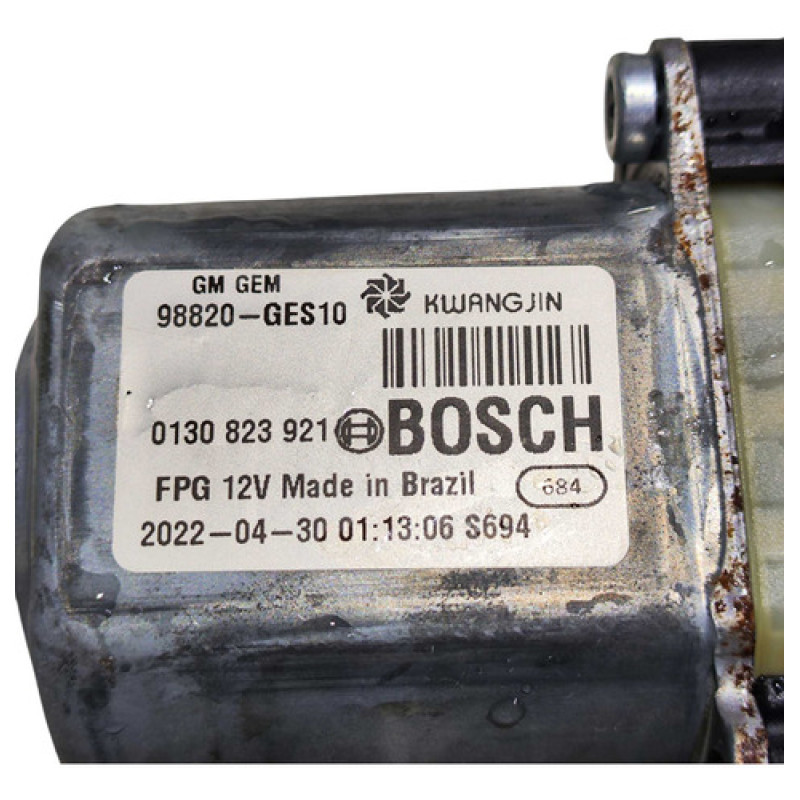 GM GEM
98820-GES10 KWANGJIN
0130 823 921 BOSCH
FPG 12V Made in Brazil 684
2022-04-30 01:13:06 S694